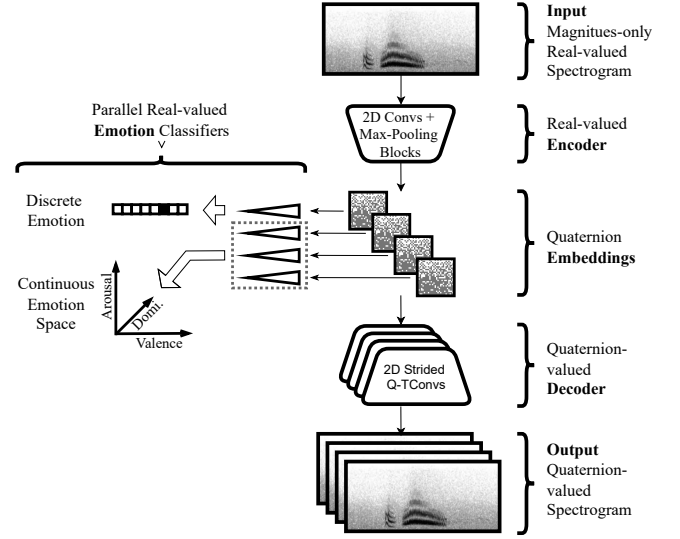 Input
Magnitues-only
Real-valued
Spectrogram
2D Convs +
Max-Pooling
Blocks
Real-valued
Encoder
Parallel Real-valued
Emotion Classifiers
Discrete
Emotion
Quaternion
Embeddings
Continuous
Emotion
Space
Arousal
Domi.
Valence
2D Strided
Q-TConvs
Quaternion-
valued
Decoder
Output
Quaternion-
valued
Spectrogram